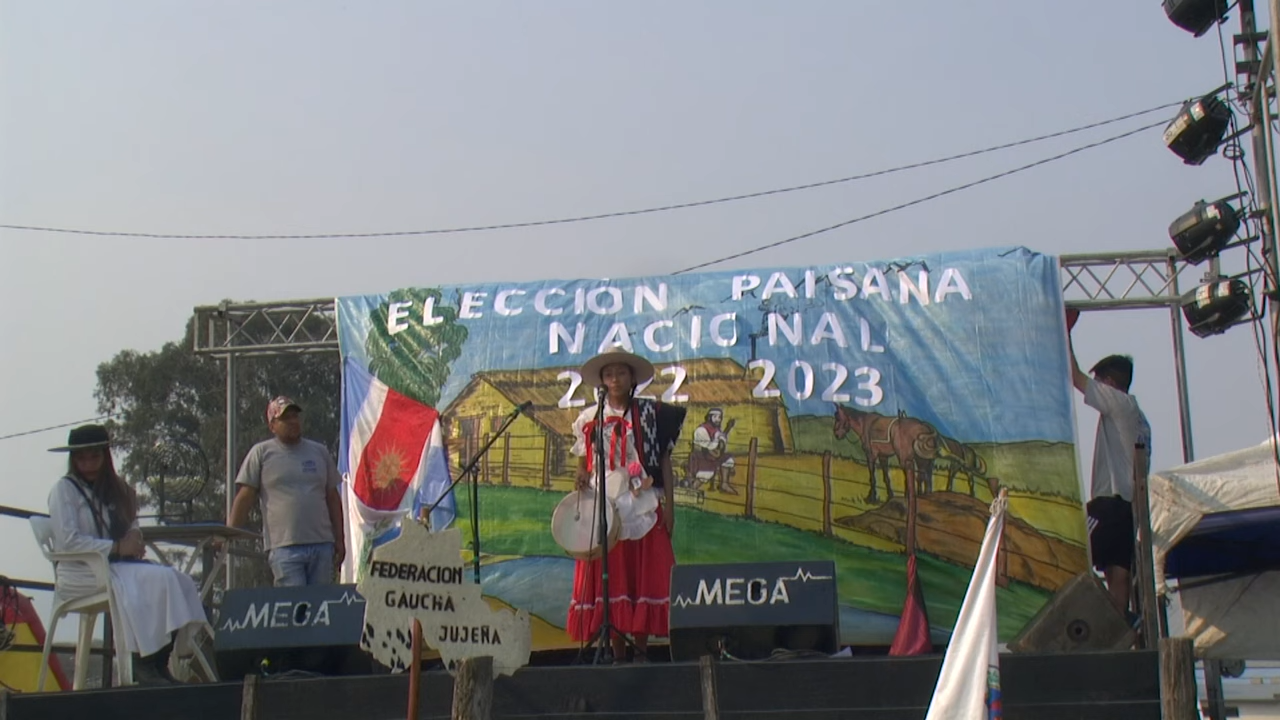 ELECCIÓN PAISANA
NACIONAL
2022 2023
MEGA
FEDERACION
GAUCHA
JUJEÑA
MEGA